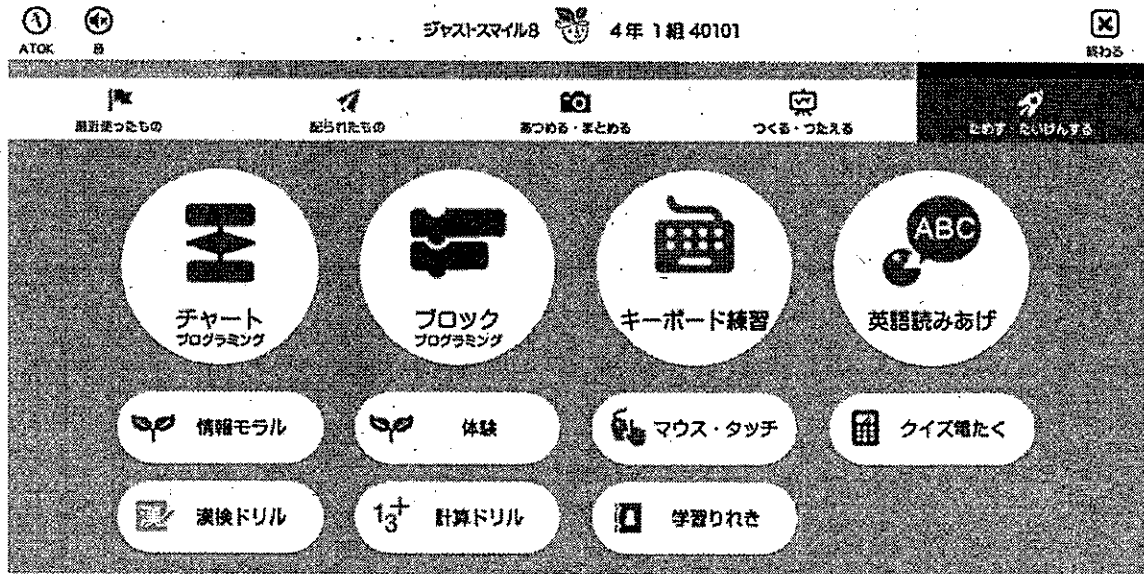 ジャストスマイル8 4年 1組 40101
ATOK
音
終わる
最近使ったもの
配られたもの
あつめる・まとめる
つくる・つたえる
ためす・たいけんする
ABC
チャート
プログラミング
ブロック
プログラミング
キーボード練習
英語読みあげ
情報モラル
体験
マウス・タッチ
クイズ電たく
漢
漢検ドリル
計算ドリル
学習りれき